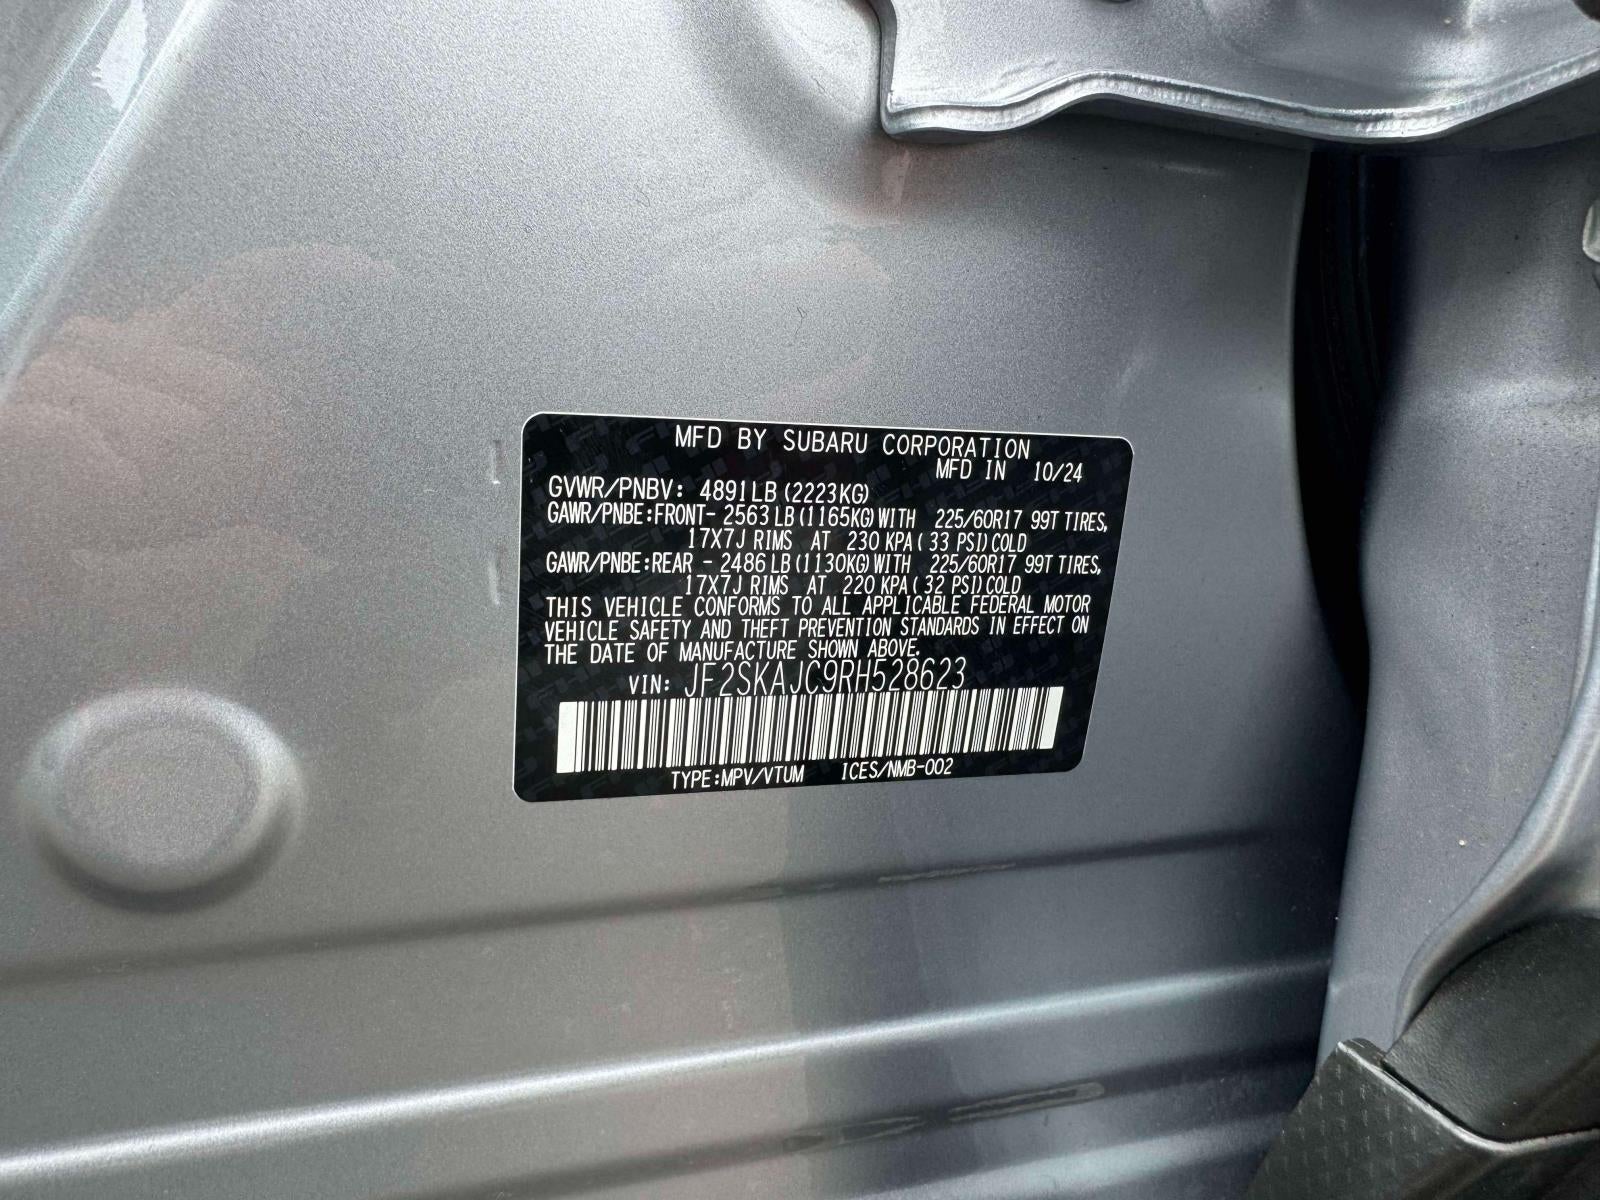 MFD BY SUBARU CORPORATION
MFD IN 10/24
GVWR/PNBV: 4891LB (2223KG)
GAWR/PNBE:FRONT- 2563LB (1165KG)WITH 225/60R17 99T TIRES,
17X7J RIMS AT 230 KPA ( 33 PSI)COLD
GAWR/PNBE:REAR - 2486LB (1130KG)WITH 225/60R17 99T TIRES,
17X7J RIMS AT 220 KPA ( 32 PSI)COLD
THIS VEHICLE CONFORMS TO ALL APPLICABLE FEDERAL MOTOR
VEHICLE SAFETY AND THEFT PREVENTION STANDARDS IN EFFECT ON
THE DATE OF MANUFACTURE SHOWN ABOVE.
VIN: JF2SKAJC9RH528623
TYPE:MPV/VTUM ICES/NMB-002